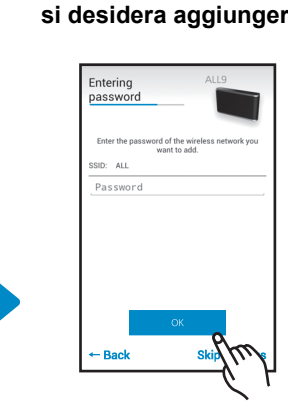 si desidera aggiunger
Entering
password
ALL9
Enter the password of the wireless network you
want to add.
SSID: ALL
Password
OK
← Back
Skip